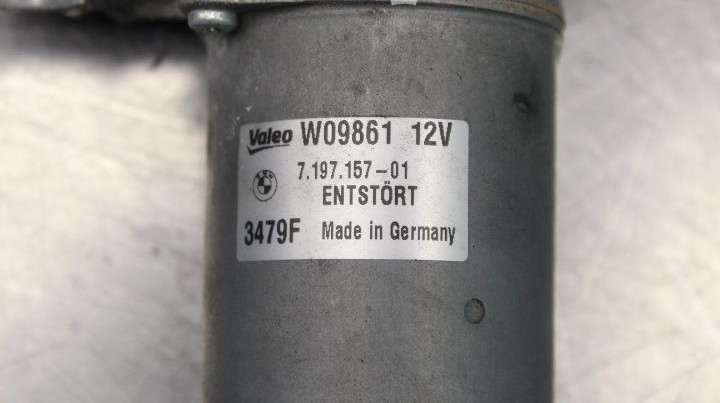 Valeo W09861 12V
7.197.157-01
ENTSTÖRT
3479F Made in Germany